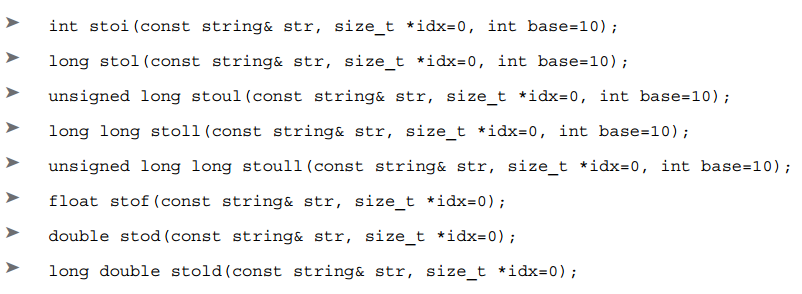 ➤ int stoi(const string& str, size_t *idx=0, int base=10);
➤ long stol(const string& str, size_t *idx=0, int base=10);
➤ unsigned long stoul(const string& str, size_t *idx=0, int base=10);
➤ long long stoll(const string& str, size_t *idx=0, int base=10);
➤ unsigned long long stoull(const string& str, size_t *idx=0, int base=10);
➤ float stof(const string& str, size_t *idx=0);
➤ double stod(const string& str, size_t *idx=0);
➤ long double stold(const string& str, size_t *idx=0);